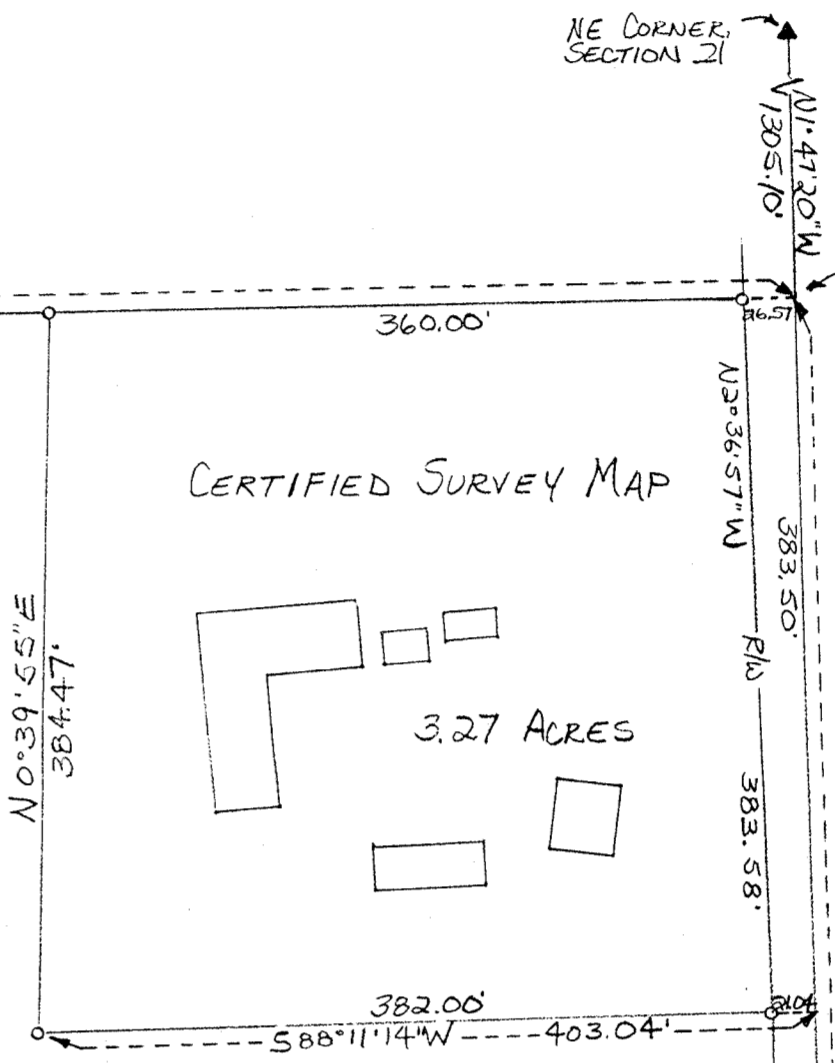 NE CORNER,
SECTION 21
N1°47'20"W
1305.10'
360.00'
26.57
N2°36'57"W
CERTIFIED SURVEY MAP
383.50'
N0°39'55"E
384.47'
R/W
3.27 ACRES
383.58'
382.00'
21.04
S88°11'14"W
403.04'